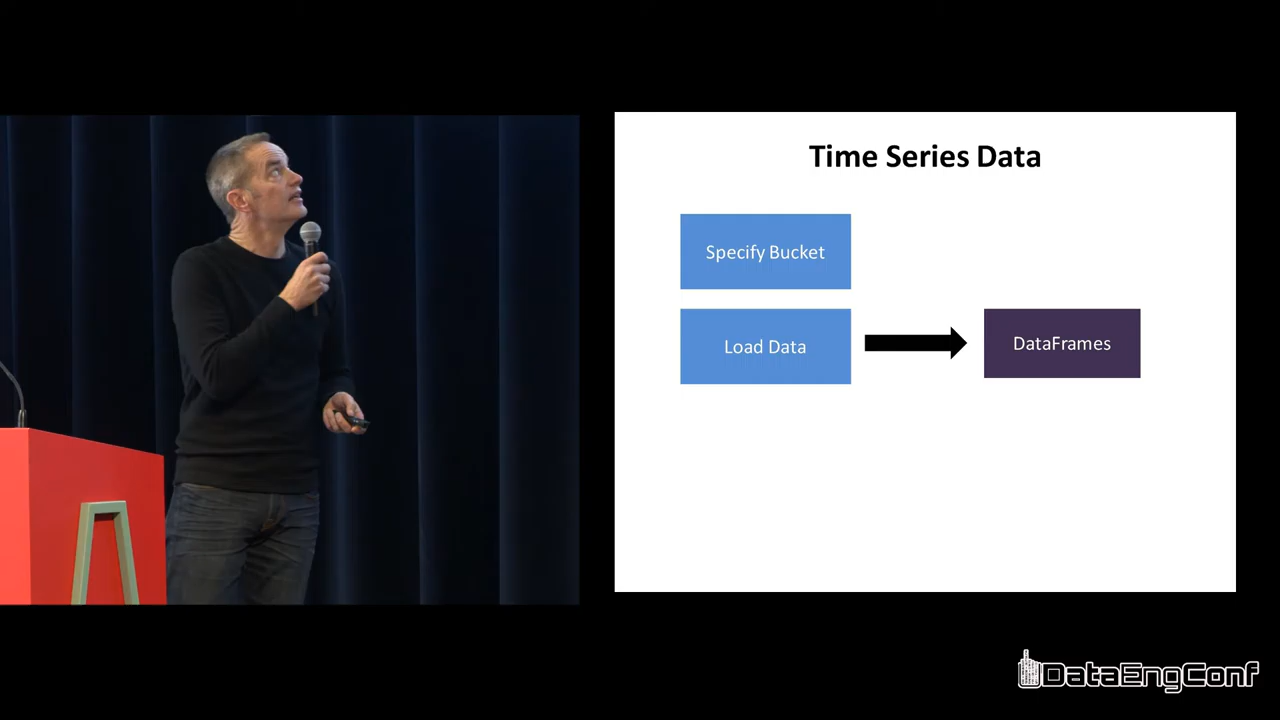 Time Series Data
Specify Bucket
Load Data
DataFrames
DataEngConf